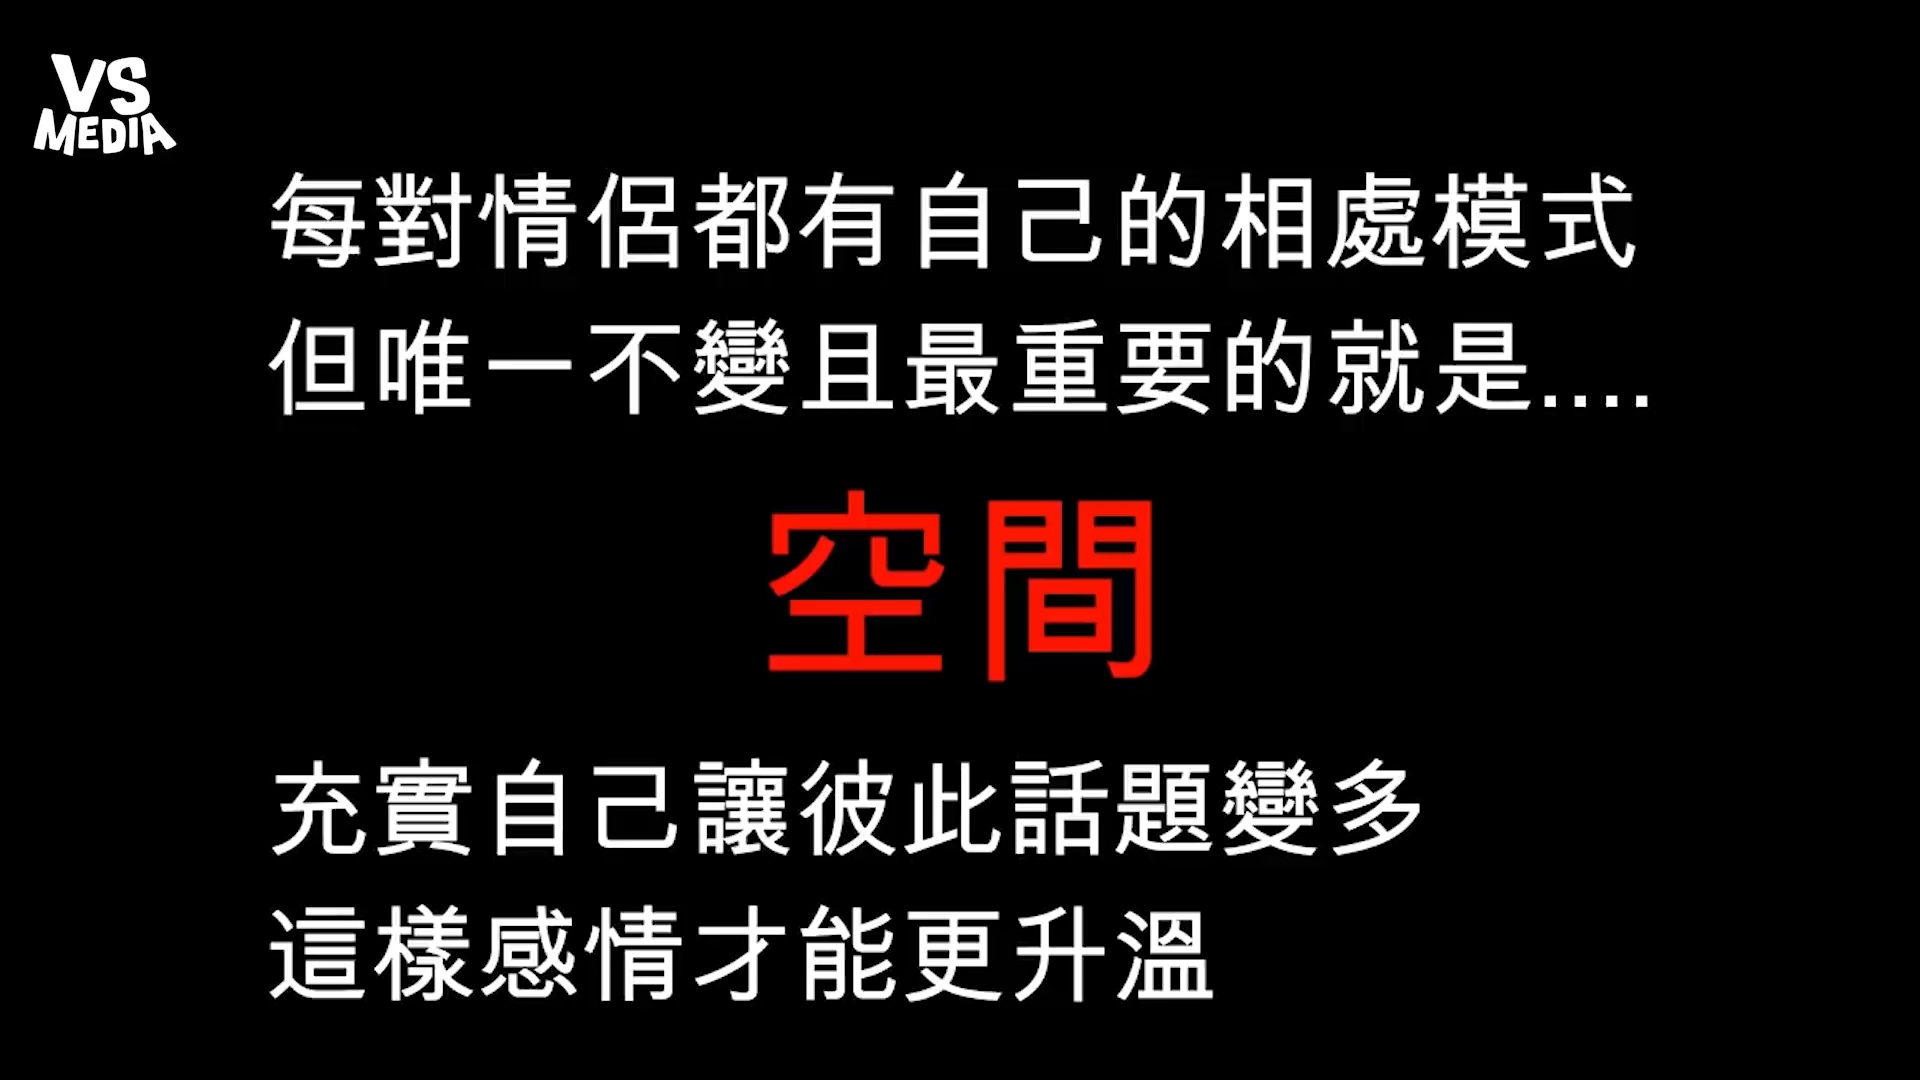 VS
MEDIA
每對情侶都有自己的相處模式
但唯一不變且最重要的就是....
空間
充實自己讓彼此話題變多
這樣感情才能更升溫